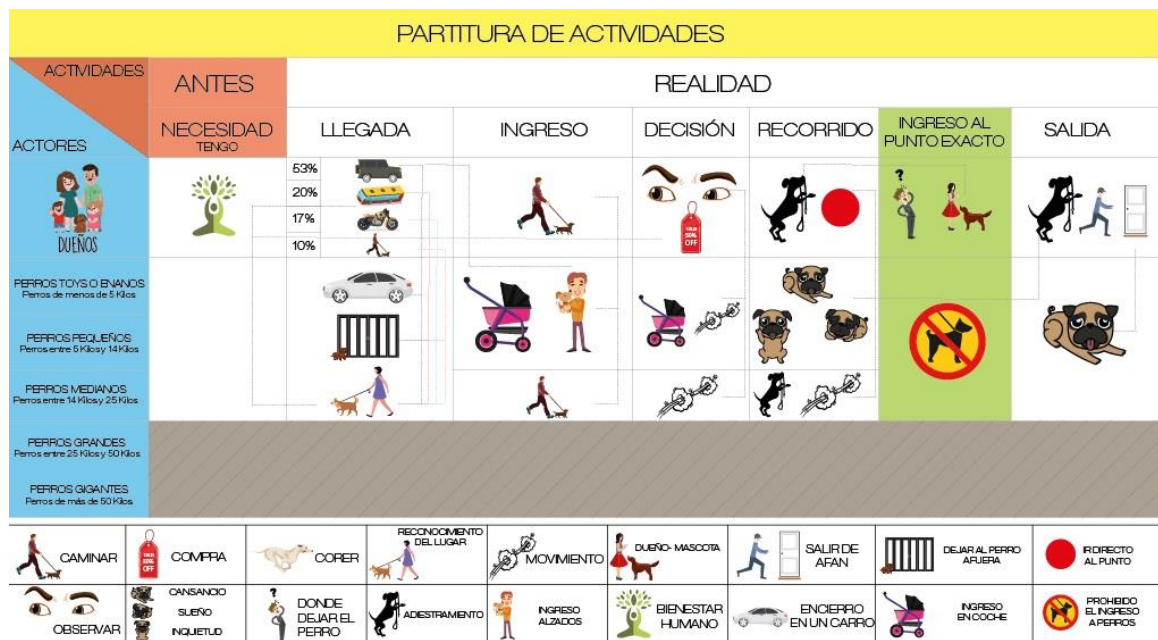 PARTITURA DE ACTIVIDADES
ACTIVIDADES
ACTORES
ANTES
REALIDAD
NECESIDAD
TENGO
LLEGADA
INGRESO
DECISIÓN
RECORRIDO
INGRESO AL
PUNTO EXACTO
SALIDA
DUEÑOS
53%
20%
17%
10%
50%
OFF
PERROS TOYS O ENANOS
Perros de menos de 5 Kilos
PERROS PEQUEÑOS
Perros entre 5 Kilos y 14 Kilos
PERROS MEDIANOS
Perros entre 14 Kilos y 25 Kilos
PERROS GRANDES
Perros entre 25 Kilos y 50 Kilos
PERROS GIGANTES
Perros de más de 50 Kilos
CAMINAR
50%
OFF
COMPRA
CORER
RECONOCIMIENTO
DEL LUGAR
MOVIMIENTO
DUEÑO- MASCOTA
SALIR DE
AFAN
DEJAR AL PERRO
AFUERA
IR DIRECTO
AL PUNTO
OBSERVAR
CANSANCIO
SUEÑO
INQUIETUD
DONDE
DEJAR EL
PERRO
ADIESTRAMIENTO
INGRESO
ALZADOS
BIENESTAR
HUMANO
ENCIERRO
EN UN CARRO
INGRESO
EN COCHE
PROHIBIDO
EL INGRESO
A PERROS